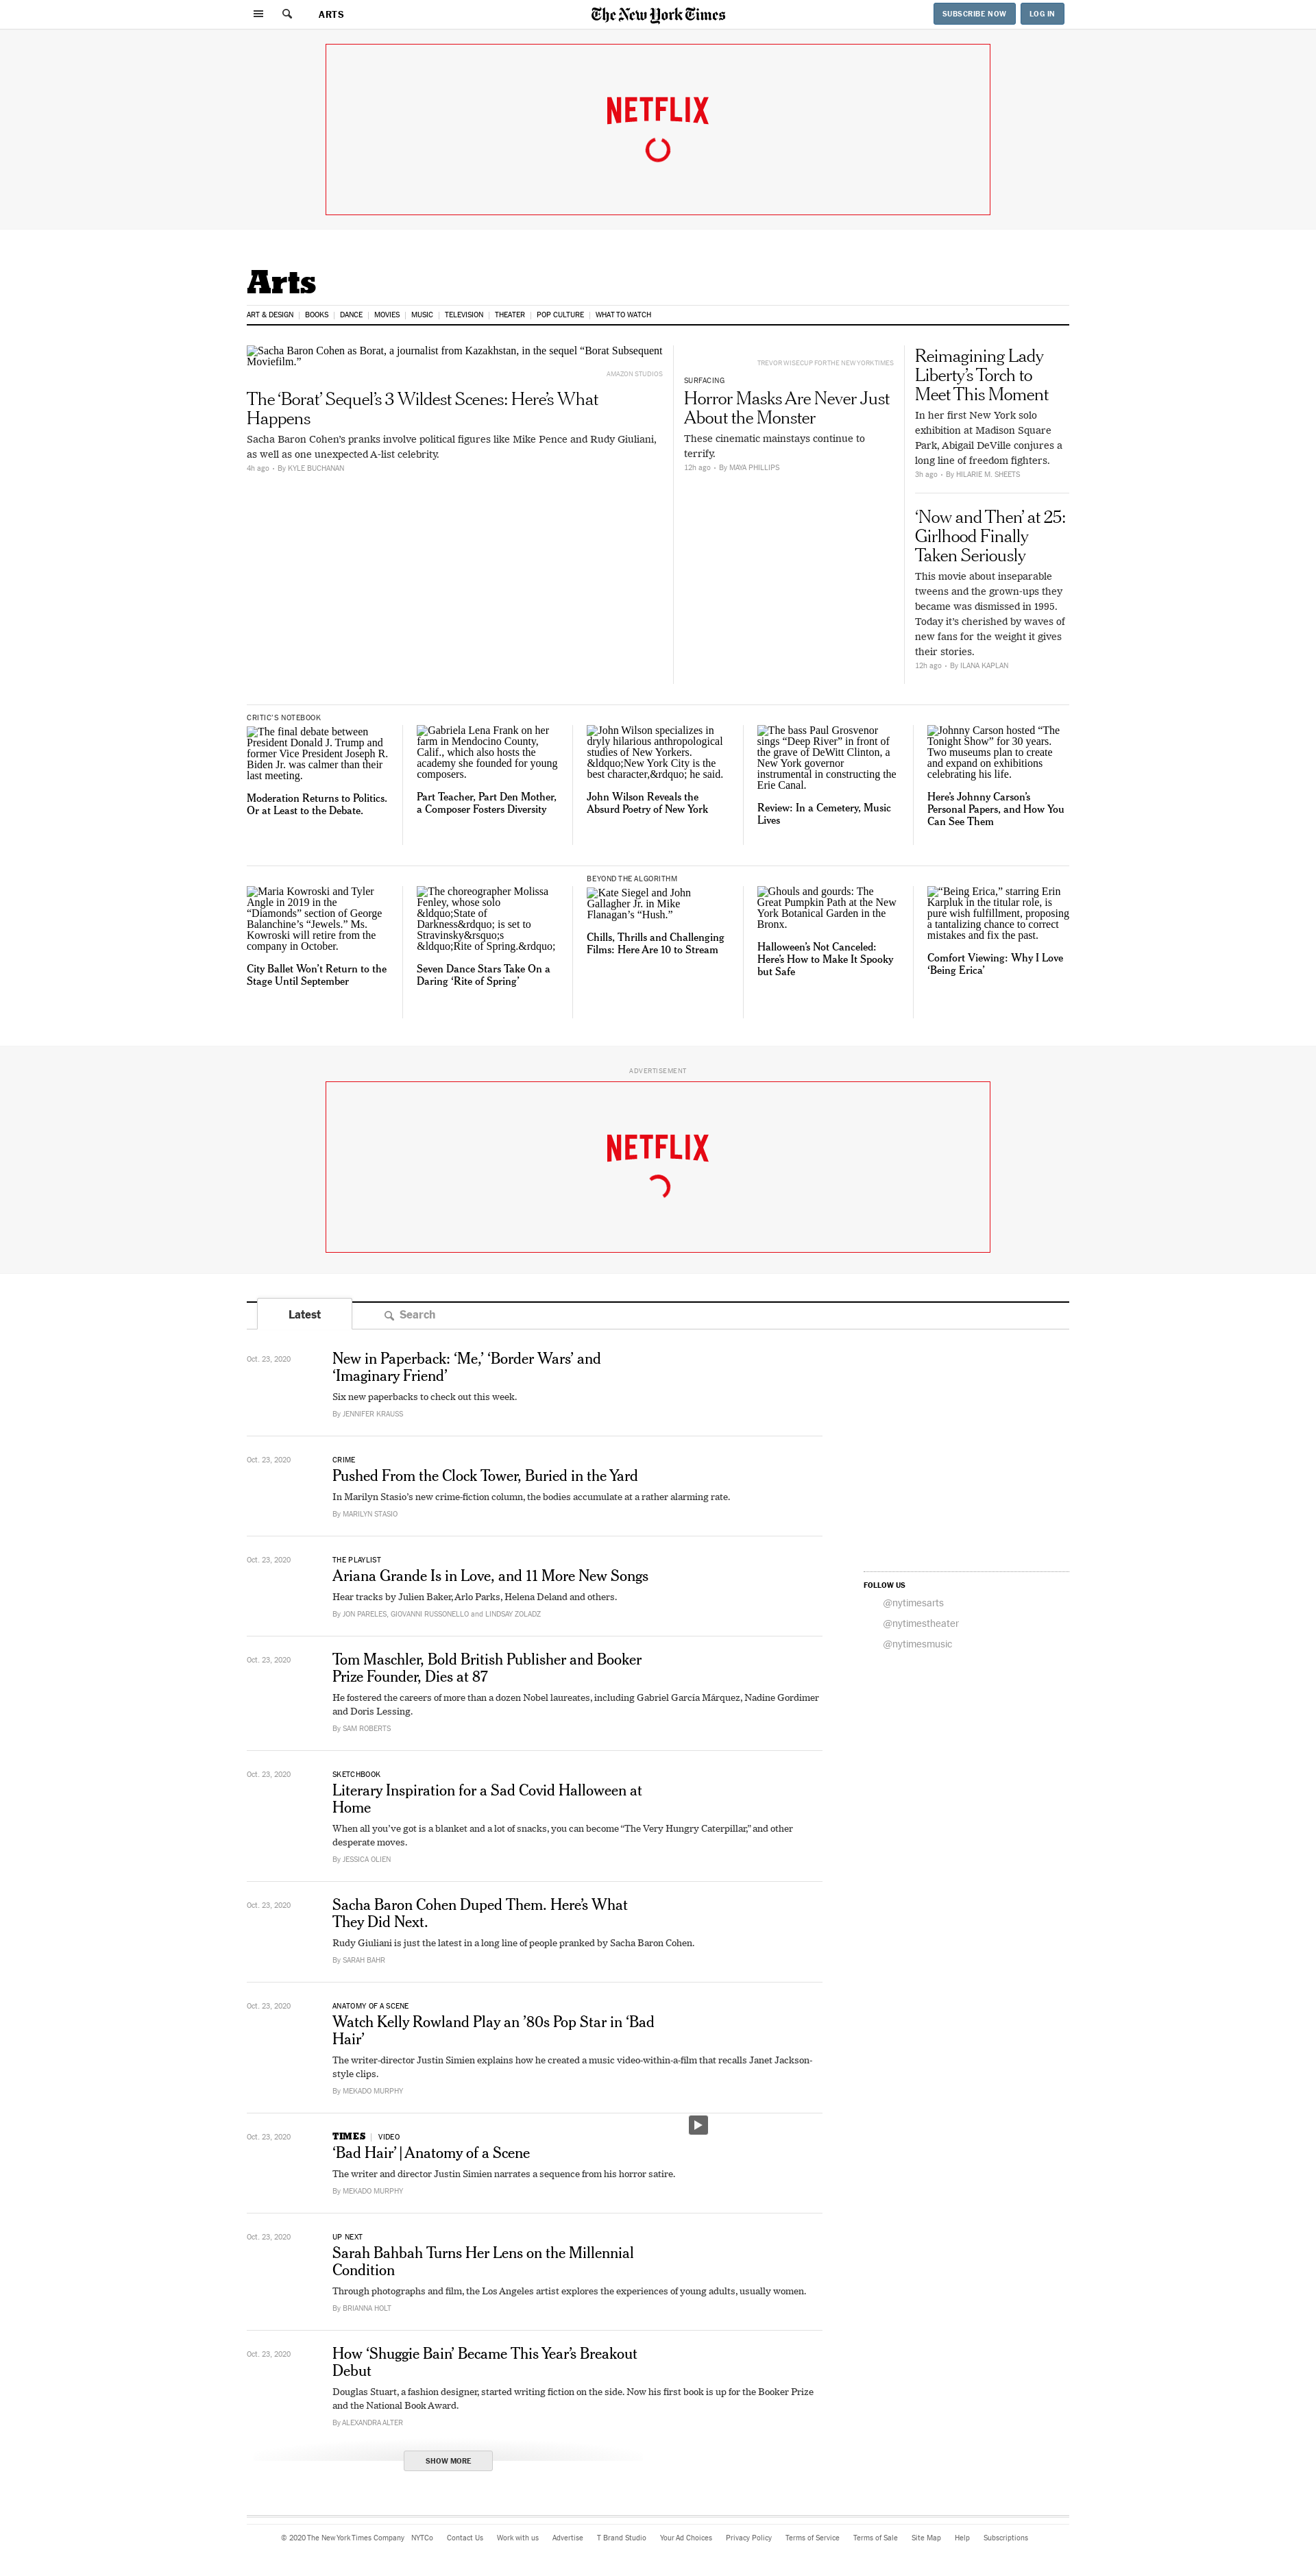 ARTS
The New York Times
SUBSCRIBE NOW
LOG IN
NETFLIX
Arts
ART & DESIGN
BOOKS
DANCE
MOVIES
MUSIC
TELEVISION
THEATER
POP CULTURE
WHAT TO WATCH
Sacha Baron Cohen as Borat, a journalist from Kazakhstan, in the sequel “Borat Subsequent
Moviefilm.”
AMAZON STUDIOS
The ‘Borat’ Sequel’s 3 Wildest Scenes: Here’s What
Happens
Sacha Baron Cohen’s pranks involve political figures like Mike Pence and Rudy Giuliani,
as well as one unexpected A-list celebrity.
4h ago • By KYLE BUCHANAN
TREVOR WISECUP FOR THE NEW YORK TIMES
SURFACING
Horror Masks Are Never Just
About the Monster
These cinematic mainstays continue to
terrify.
12h ago • By MAYA PHILLIPS
Reimagining Lady
Liberty’s Torch to
Meet This Moment
In her first New York solo
exhibition at Madison Square
Park, Abigail DeVille conjures a
long line of freedom fighters.
3h ago • By HILARIE M. SHEETS
‘Now and Then’ at 25:
Girlhood Finally
Taken Seriously
This movie about inseparable
tweens and the grown-ups they
became was dismissed in 1995.
Today it’s cherished by waves of
new fans for the weight it gives
their stories.
12h ago • By ILANA KAPLAN
CRITIC’S NOTEBOOK
The final debate between
President Donald J. Trump and
former Vice President Joseph R.
Biden Jr. was calmer than their
last meeting.
Moderation Returns to Politics.
Or at Least to the Debate.
Gabriela Lena Frank on her
farm in Mendocino County,
Calif., which also hosts the
academy she founded for young
composers.
Part Teacher, Part Den Mother,
a Composer Fosters Diversity
John Wilson specializes in
dryly hilarious anthropological
studies of New Yorkers.
&ldquo;New York City is the
best character,&rdquo; he said.
John Wilson Reveals the
Absurd Poetry of New York
The bass Paul Grosvenor
sings “Deep River” in front of
the grave of DeWitt Clinton, a
New York governor
instrumental in constructing the
Erie Canal.
Review: In a Cemetery, Music
Lives
Johnny Carson hosted “The
Tonight Show” for 30 years.
Two museums plan to create
and expand on exhibitions
celebrating his life.
Here’s Johnny Carson’s
Personal Papers, and How You
Can See Them
Maria Kowroski and Tyler
Angle in 2019 in the
“Diamonds” section of George
Balanchine’s “Jewels.” Ms.
Kowroski will retire from the
company in October.
City Ballet Won’t Return to the
Stage Until September
The choreographer Molissa
Fenley, whose solo
&ldquo;State of
Darkness&rdquo; is set to
Stravinsky&rsquo;s
&ldquo;Rite of Spring.&rdquo;
Seven Dance Stars Take On a
Daring ‘Rite of Spring’
BEYOND THE ALGORITHM
Kate Siegel and John
Gallagher Jr. in Mike
Flanagan’s “Hush.”
Chills, Thrills and Challenging
Films: Here Are 10 to Stream
Ghouls and gourds: The
Great Pumpkin Path at the New
York Botanical Garden in the
Bronx.
Halloween’s Not Canceled:
Here’s How to Make It Spooky
but Safe
“Being Erica,” starring Erin
Karpluk in the titular role, is
pure wish fulfillment, proposing
a tantalizing chance to correct
mistakes and fix the past.
Comfort Viewing: Why I Love
‘Being Erica’
ADVERTISEMENT
NETFLIX
Latest
Search
Oct. 23, 2020
New in Paperback: ‘Me,’ ‘Border Wars’ and
‘Imaginary Friend’
Six new paperbacks to check out this week.
By JENNIFER KRAUSS
Oct. 23, 2020
CRIME
Pushed From the Clock Tower, Buried in the Yard
In Marilyn Stasio’s new crime-fiction column, the bodies accumulate at a rather alarming rate.
By MARILYN STASIO
Oct. 23, 2020
THE PLAYLIST
Ariana Grande Is in Love, and 11 More New Songs
Hear tracks by Julien Baker, Arlo Parks, Helena Deland and others.
By JON PARELES, GIOVANNI RUSSONELLO and LINDSAY ZOLADZ
FOLLOW US
@nytimesarts
@nytimestheater
@nytimesmusic
Oct. 23, 2020
Tom Maschler, Bold British Publisher and Booker
Prize Founder, Dies at 87
He fostered the careers of more than a dozen Nobel laureates, including Gabriel García Márquez, Nadine Gordimer
and Doris Lessing.
By SAM ROBERTS
Oct. 23, 2020
SKETCHBOOK
Literary Inspiration for a Sad Covid Halloween at
Home
When all you’ve got is a blanket and a lot of snacks, you can become “The Very Hungry Caterpillar,” and other
desperate moves.
By JESSICA OLIEN
Oct. 23, 2020
Sacha Baron Cohen Duped Them. Here’s What
They Did Next.
Rudy Giuliani is just the latest in a long line of people pranked by Sacha Baron Cohen.
By SARAH BAHR
Oct. 23, 2020
ANATOMY OF A SCENE
Watch Kelly Rowland Play an ’80s Pop Star in ‘Bad
Hair’
The writer-director Justin Simien explains how he created a music video-within-a-film that recalls Janet Jackson-
style clips.
By MEKADO MURPHY
Oct. 23, 2020
TIMES | VIDEO
‘Bad Hair’ | Anatomy of a Scene
The writer and director Justin Simien narrates a sequence from his horror satire.
By MEKADO MURPHY
Oct. 23, 2020
UP NEXT
Sarah Bahbah Turns Her Lens on the Millennial
Condition
Through photographs and film, the Los Angeles artist explores the experiences of young adults, usually women.
By BRIANNA HOLT
Oct. 23, 2020
How ‘Shuggie Bain’ Became This Year’s Breakout
Debut
Douglas Stuart, a fashion designer, started writing fiction on the side. Now his first book is up for the Booker Prize
and the National Book Award.
By ALEXANDRA ALTER
SHOW MORE
© 2020 The New York Times Company
NYTCo
Contact Us
Work with us
Advertise
T Brand Studio
Your Ad Choices
Privacy Policy
Terms of Service
Terms of Sale
Site Map
Help
Subscriptions